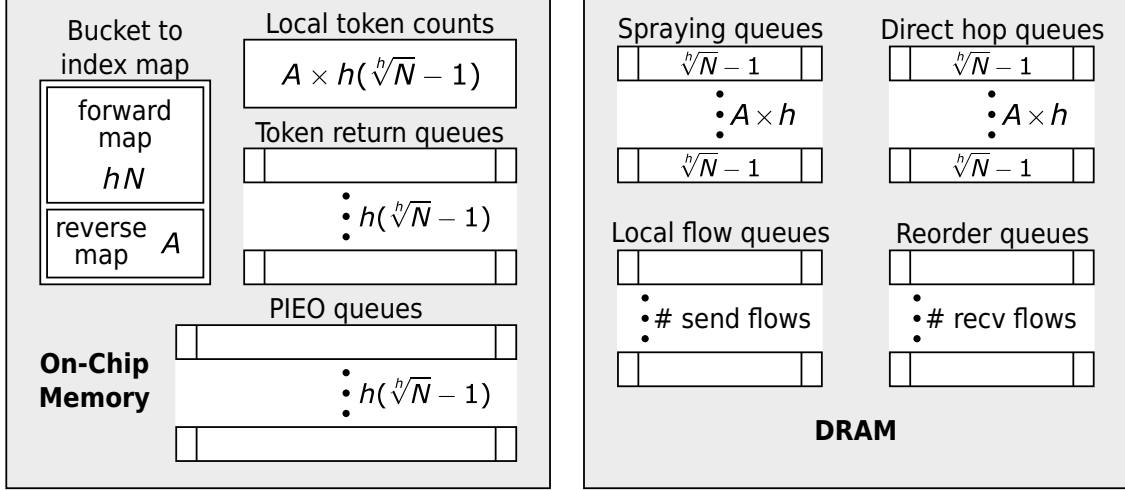 Bucket to
index map
forward
map
hN
reverse
map
A
Local token counts
A × h(ʰ√N − 1)
Token return queues
h(ʰ√N − 1)
PIEO queues
h(ʰ√N − 1)
On-Chip
Memory
Spraying queues
ʰ√N − 1
A × h
ʰ√N − 1
Direct hop queues
ʰ√N − 1
A × h
ʰ√N − 1
Local flow queues
# send flows
Reorder queues
# recv flows
DRAM